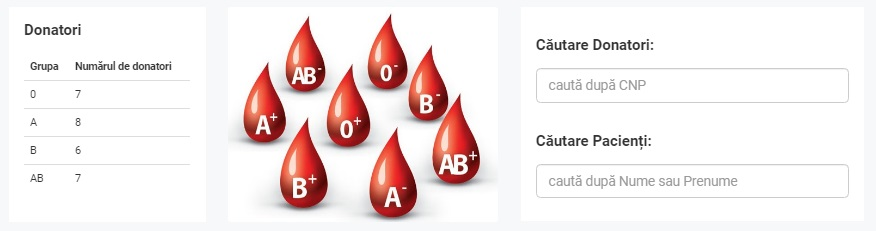 Donatori
Grupa Numărul de donatori
0 7
A 8
B 6
AB 7
AB-
0-
B-
A+
0+
AB+
B+
A-
Căutare Donatori:
caută după CNP
Căutare Pacienți:
caută după Nume sau Prenume